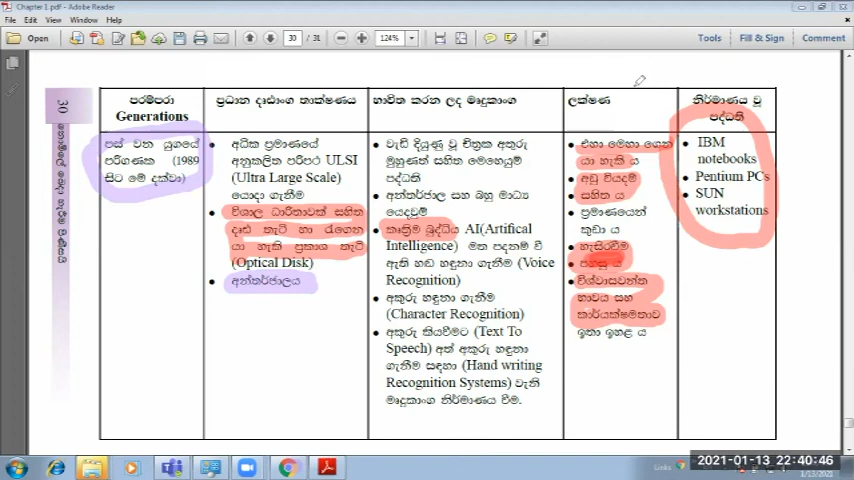 Chapter 1.pdf - Adobe Reader
File Edit View Window Help
Open
30 / 31
124%
Tools Fill & Sign Comment
30
පරම්පරා
Generations
පස් වන යුගයේ
පරිගණක (1989
සිට මේ දක්වා)
ප්‍රධාන දෘඪාංග තාක්ෂණය
• අධික ප්‍රමාණයේ
අනුකලිත පරිපථ ULSI
(Ultra Large Scale)
යොදා ගැනීම
• විශාල ධාරිතාවක් සහිත
දෘඪ තැටි හා රැගෙන
යා හැකි ප්‍රකාශ තැටි
(Optical Disk)
• අන්තර්ජාලය
භාවිත කරන ලද මෘදුකාංග
• වැඩි දියුණු වූ චිත්‍රක අතුරු
මුහුණත් සහිත මෙහෙයුම්
පද්ධති
• අන්තර්ජාල සහ බහු මාධ්‍ය
යෙදවුම්
• කෘත්‍රිම බුද්ධිය AI(Artifical
Intelligence) මත පදනම් වී
ඇති හඬ හඳුනා ගැනීම (Voice
Recognition)
• අකුරු හඳුනා ගැනීම
(Character Recognition)
• අකුරු කියවීමට (Text To
Speech) අත් අකුරු හඳුනා
ගැනීම සඳහා (Hand writing
Recognition Systems) වැනි
මෘදුකාංග නිර්මාණය වීම.
ලක්ෂණ
• එහා මෙහා ගෙන
යා හැකි ය
• අඩු වියදම්
සහිත ය
• ප්‍රමාණයෙන්
කුඩා ය
• හැසිරවීම
• පහසු ය
• විශ්වාසවන්ත
භාවය සහ
කාර්යක්ෂමතාව
ඉතා ඉහළ ය
නිර්මාණය වූ
පද්ධති
• IBM
notebooks
• Pentium PCs
• SUN
workstations
Links
2021-01-13 22:40:46
1/13/2021